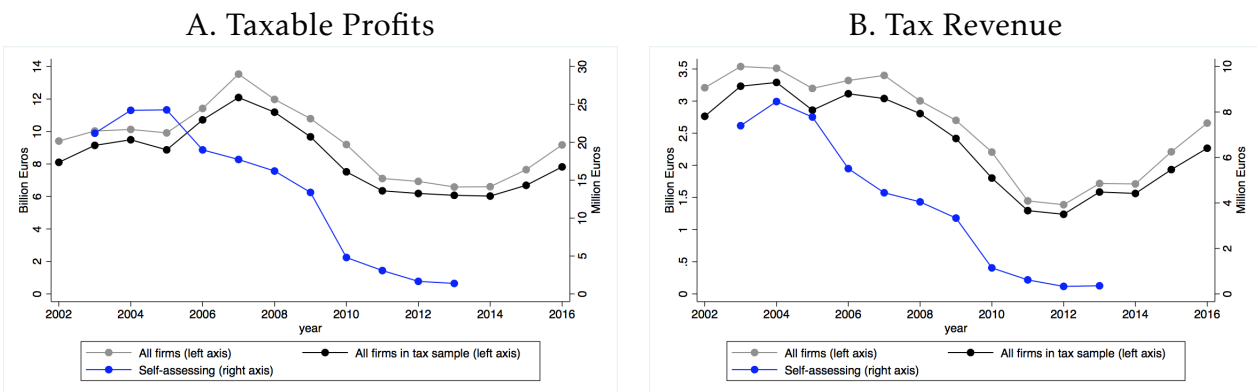 A. Taxable Profits
14
12
10
8
6
4
2
0
Billion Euros
30
25
20
15
10
5
0
Million Euros
2002 2004 2006 2008 2010 2012 2014 2016
year
All firms (left axis) All firms in tax sample (left axis)
Self-assessing (right axis)
B. Tax Revenue
3.5
3
2.5
2
1.5
1
.5
0
Billion Euros
10
8
6
4
2
0
Million Euros
2002 2004 2006 2008 2010 2012 2014 2016
year
All firms (left axis) All firms in tax sample (left axis)
Self-assessing (right axis)